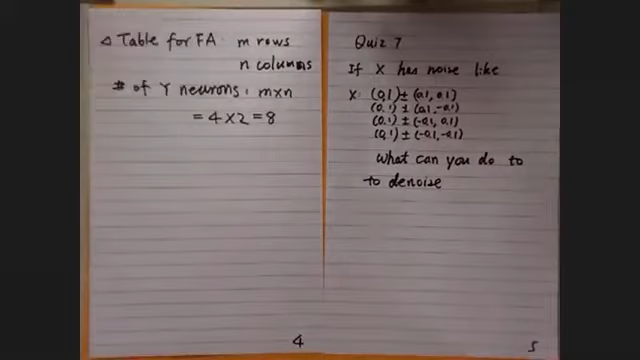 △ Table for FA: m rows
n columns
# of Y neurons: m×n
= 4 × 2 = 8
4
Quiz 7
If X has noise like
X: (0,1) ± (0.1, 0.1)
(0,1) ± (0.1, -0.1)
(0,1) ± (-0.1, 0.1)
(0,1) ± (-0.1, -0.1)
What can you do to
to denoise
5